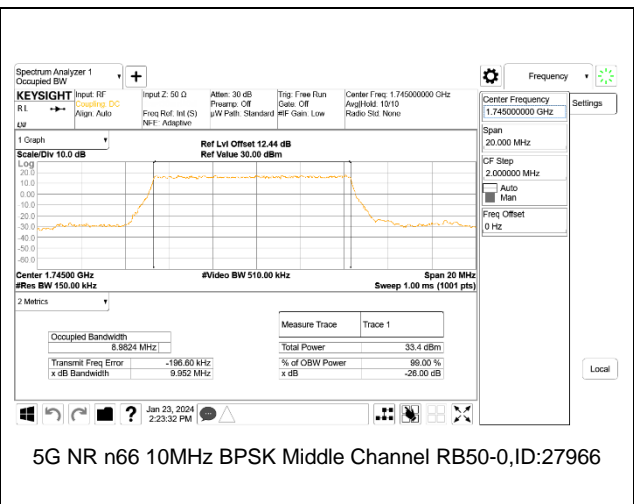 Spectrum Analyzer 1
Occupied BW
Frequency
KEYSIGHT
Input: RF
Coupling: DC
Align: Auto
Input Z: 50 Ω
Freq Ref: Int (S)
NFE: Adaptive
Atten: 30 dB
Preamp: Off
µW Path: Standard
Trig: Free Run
Gate: Off
#IF Gain: Low
Center Freq: 1.745000000 GHz
Avg|Hold: 10/10
Radio Std: None
RL
Center Frequency
1.745000000 GHz
Settings
Span
20.000 MHz
CF Step
2.000000 MHz
Auto
Man
Freq Offset
0 Hz
1 Graph
Scale/Div 10.0 dB
Ref Lvl Offset 12.44 dB
Ref Value 30.00 dBm
Log
20.0
10.0
0.00
-10.0
-20.0
-30.0
-40.0
-50.0
-60.0
Center 1.74500 GHz
#Res BW 150.00 kHz
#Video BW 510.00 kHz
Span 20 MHz
Sweep 1.00 ms (1001 pts)
2 Metrics
Measure Trace Trace 1
Occupied Bandwidth
8.9824 MHz
Total Power 33.4 dBm
Transmit Freq Error -196.60 kHz
% of OBW Power 99.00 %
x dB Bandwidth 9.952 MHz
x dB -26.00 dB
Local
Jan 23, 2024
2:23:32 PM
5G NR n66 10MHz BPSK Middle Channel RB50-0,ID:27966